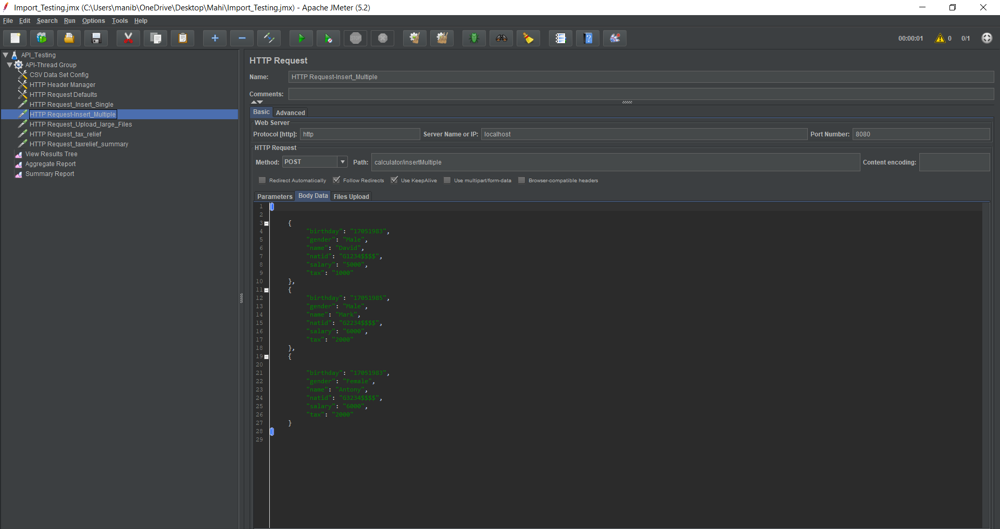 Import_Testing.jmx (C:\Users\manib\OneDrive\Desktop\Mahi\Import_Testing.jmx) - Apache JMeter (5.2)
File Edit Search Run Options Tools Help
STOP
00:00:01 0 0/1
API_Testing
API-Thread Group
CSV Data Set Config
HTTP Header Manager
HTTP Request Defaults
HTTP Request_Insert_Single
HTTP Request-Insert_Multiple
HTTP Request_Upload_large_Files
HTTP Request_tax_relief
HTTP Request_taxrelief_summary
View Results Tree
Aggregate Report
Summary Report
HTTP Request
Name: HTTP Request-Insert_Multiple
Comments:
Basic Advanced
Web Server
Protocol [http]: http Server Name or IP: localhost Port Number: 8080
HTTP Request
Method: POST Path: calculator/insertMultiple Content encoding:
Redirect Automatically Follow Redirects Use KeepAlive Use multipart/form-data Browser-compatible headers
Parameters Body Data Files Upload
1 [
2
3 {
4 "birthday": "17051983",
5 "gender": "Male",
6 "name": "David",
7 "natid": "G1234$$$$",
8 "salary": "5000",
9 "tax": "1000"
10 },
11 {
12 "birthday": "17051985",
13 "gender": "Male",
14 "name": "Mark",
15 "natid": "G2234$$$$",
16 "salary": "6000",
17 "tax": "2000"
18 },
19 {
20
21 "birthday": "17051983",
22 "gender": "Female",
23 "name": "Antony",
24 "natid": "G3234$$$$",
25 "salary": "6000",
26 "tax": "2000"
27 }
28 ]
29